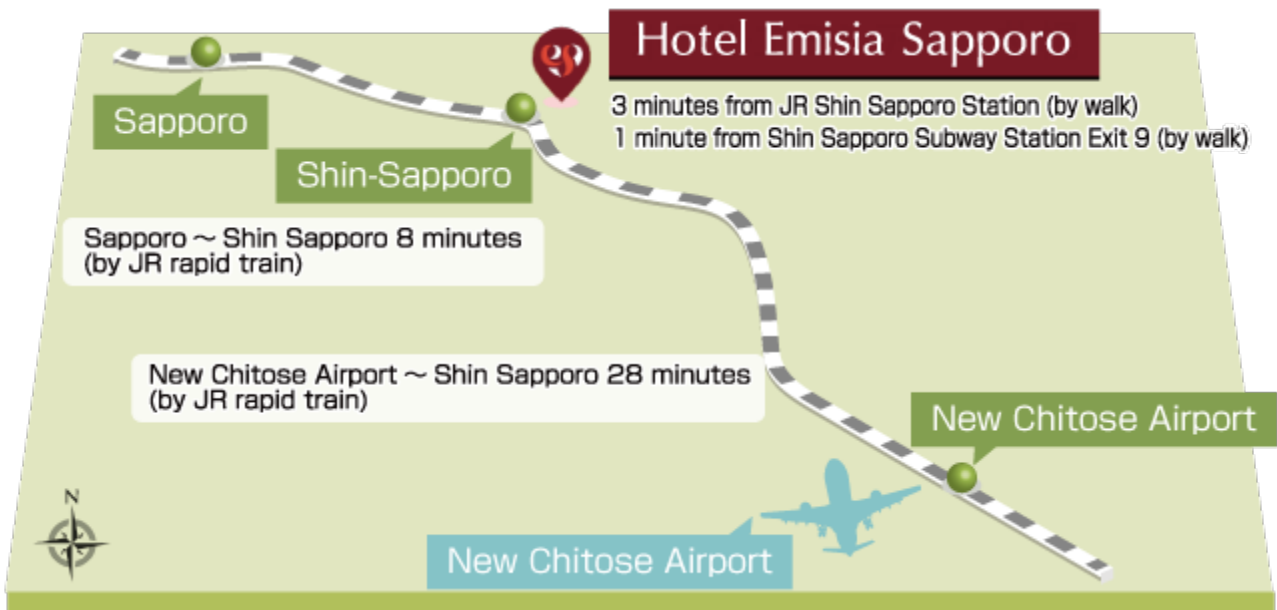 Hotel Emisia Sapporo
3 minutes from JR Shin Sapporo Station (by walk)
1 minute from Shin Sapporo Subway Station Exit 9 (by walk)
Sapporo
Shin-Sapporo
Sapporo ~ Shin Sapporo 8 minutes
(by JR rapid train)
New Chitose Airport ~ Shin Sapporo 28 minutes
(by JR rapid train)
New Chitose Airport
N
New Chitose Airport